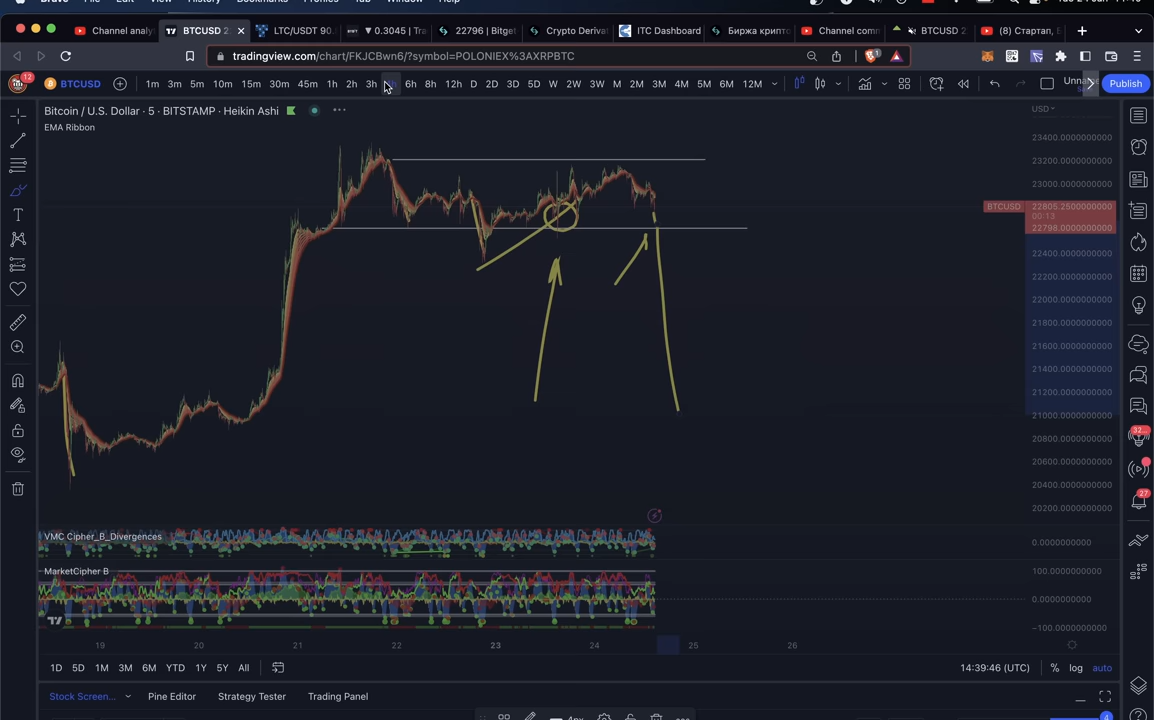 Channel analy
BTCUSD 2
LTC/USDT 90.
0.3045 | Tra
22796 | Bitget
Crypto Derivat
ITC Dashboard
Биржа крипто
Channel comm
BTCUSD 2
(8) Стартап, Б
tradingview.com/chart/FKJCBwn6/?symbol=POLONIEX%3AXRPBTC
1
12
BTCUSD
1m 3m 5m 10m 15m 30m 45m 1h 2h 3h 6h 8h 12h D 2D 3D 5D W 2W 3W M 2M 3M 4M 5M 6M 12M
Unna
Publish
Bitcoin / U.S. Dollar · 5 · BITSTAMP · Heikin Ashi
USD
EMA Ribbon
23400.0000000000
23200.0000000000
23000.0000000000
BTCUSD 22805.2500000000
00:13
22798.0000000000
22400.0000000000
22200.0000000000
22000.0000000000
21800.0000000000
21600.0000000000
21400.0000000000
21200.0000000000
21000.0000000000
20800.0000000000
20600.0000000000
20400.0000000000
20200.0000000000
32...
27
VMC Cipher_B_Divergences
0.0000000000
MarketCipher B
100.0000000000
0.0000000000
−100.0000000000
19 20 21 22 23 24 25 26
1D 5D 1M 3M 6M YTD 1Y 5Y All
14:39:46 (UTC)
% log auto
Stock Screen... Pine Editor Strategy Tester Trading Panel
4px
4